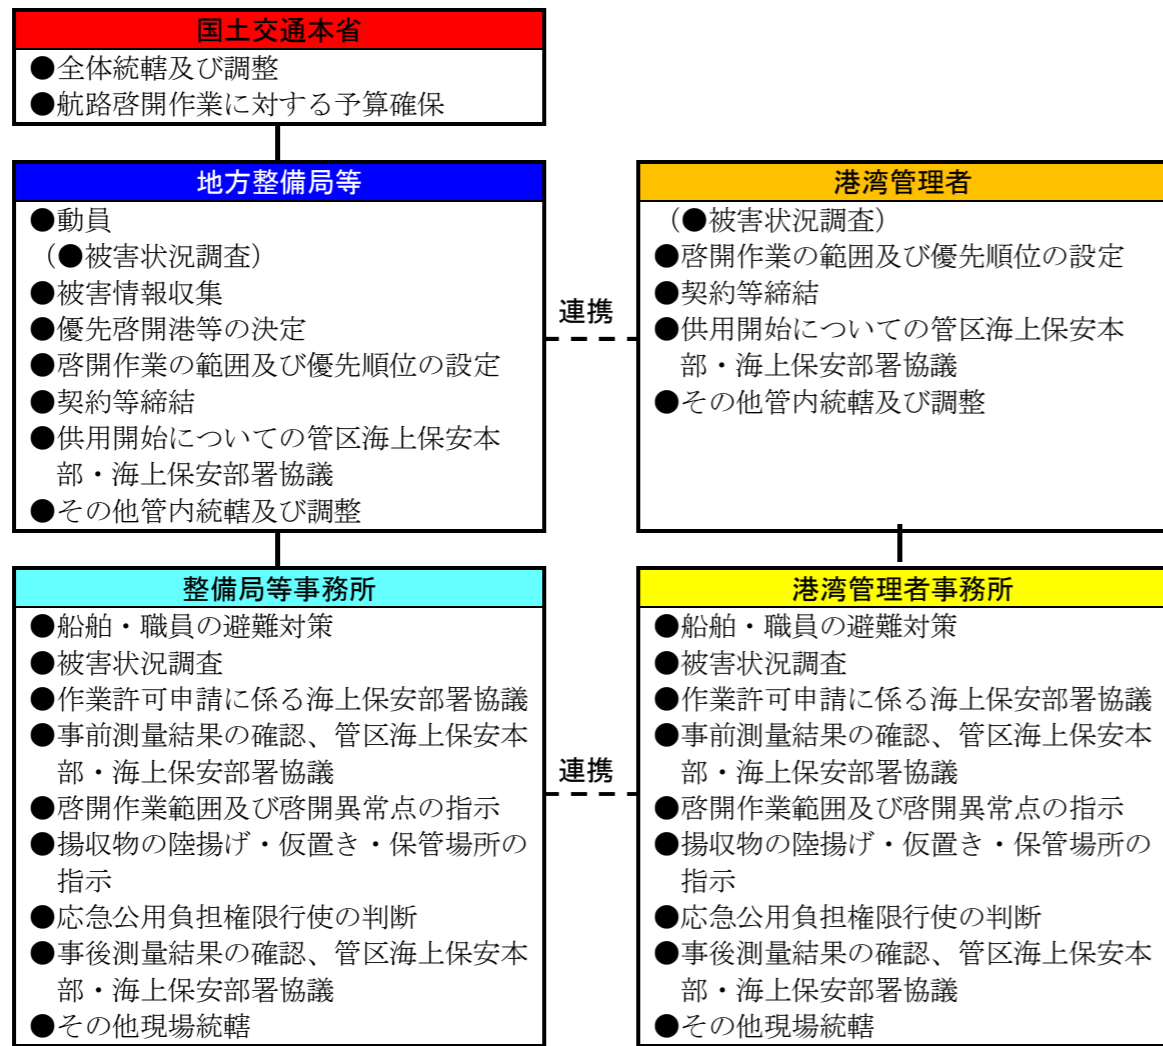 国土交通本省
●全体統轄及び調整
●航路啓開作業に対する予算確保
地方整備局等
●動員
（●被害状況調査）
●被害情報収集
●優先啓開港等の決定
●啓開作業の範囲及び優先順位の設定
●契約等締結
●供用開始についての管区海上保安本
部・海上保安部署協議
●その他管内統轄及び調整
連携
港湾管理者
（●被害状況調査）
●啓開作業の範囲及び優先順位の設定
●契約等締結
●供用開始についての管区海上保安本
部・海上保安部署協議
●その他管内統轄及び調整
整備局等事務所
●船舶・職員の避難対策
●被害状況調査
●作業許可申請に係る海上保安部署協議
●事前測量結果の確認、管区海上保安本
部・海上保安部署協議
●啓開作業範囲及び啓開異常点の指示
●揚収物の陸揚げ・仮置き・保管場所の
指示
●応急公用負担権限行使の判断
●事後測量結果の確認、管区海上保安本
部・海上保安部署協議
●その他現場統轄
連携
港湾管理者事務所
●船舶・職員の避難対策
●被害状況調査
●作業許可申請に係る海上保安部署協議
●事前測量結果の確認、管区海上保安本
部・海上保安部署協議
●啓開作業範囲及び啓開異常点の指示
●揚収物の陸揚げ・仮置き・保管場所の
指示
●応急公用負担権限行使の判断
●事後測量結果の確認、管区海上保安本
部・海上保安部署協議
●その他現場統轄